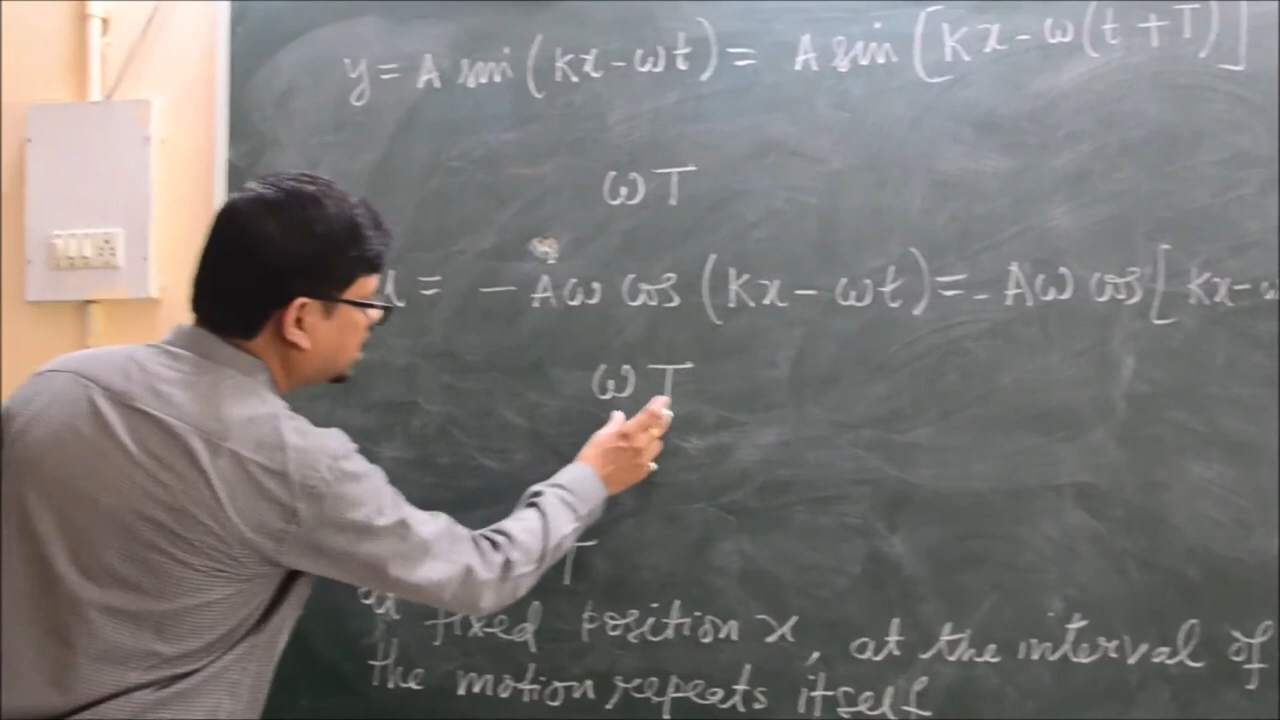 y = A sin (kx - ωt) = A sin [kx - ω(t + T)]
ωT
= - Aω cos (kx - ωt) = - Aω cos [kx - ω
ωT
T
fixed position x, at the interval of
the motion repeats itself